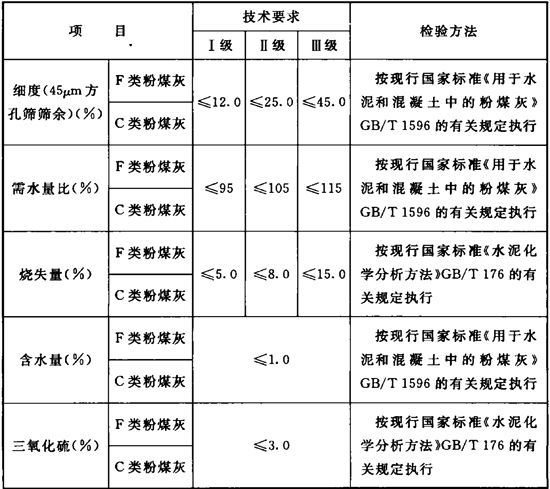 项 目
技术要求
检验方法
Ⅰ级
Ⅱ级
Ⅲ级
细度(45μm方
孔筛筛余)(%)
F类粉煤灰
C类粉煤灰
≤12.0
≤25.0
≤45.0
按现行国家标准《用于水
泥和混凝土中的粉煤灰》
GB/T 1596的有关规定执行
需水量比(%)
F类粉煤灰
C类粉煤灰
≤95
≤105
≤115
按现行国家标准《用于水
泥和混凝土中的粉煤灰》
GB/T 1596的有关规定执行
烧失量(%)
F类粉煤灰
C类粉煤灰
≤5.0
≤8.0
≤15.0
按现行国家标准《水泥化
学分析方法》GB/T 176的有
关规定执行
含水量(%)
F类粉煤灰
C类粉煤灰
≤1.0
按现行国家标准《用于水
泥和混凝土中的粉煤灰》
GB/T 1596的有关规定执行
三氧化硫(%)
F类粉煤灰
C类粉煤灰
≤3.0
按现行国家标准《水泥化
学分析方法》GB/T 176的有
关规定执行